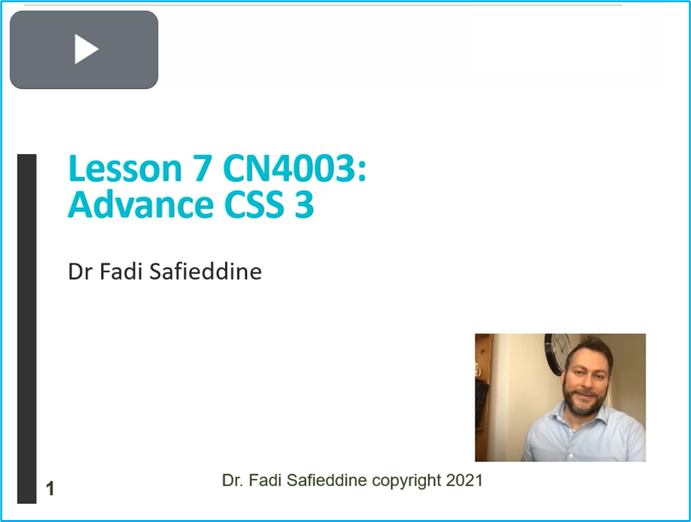 Lesson 7 CN4003:
Advance CSS 3
Dr Fadi Safieddine
Dr. Fadi Safieddine copyright 2021
1